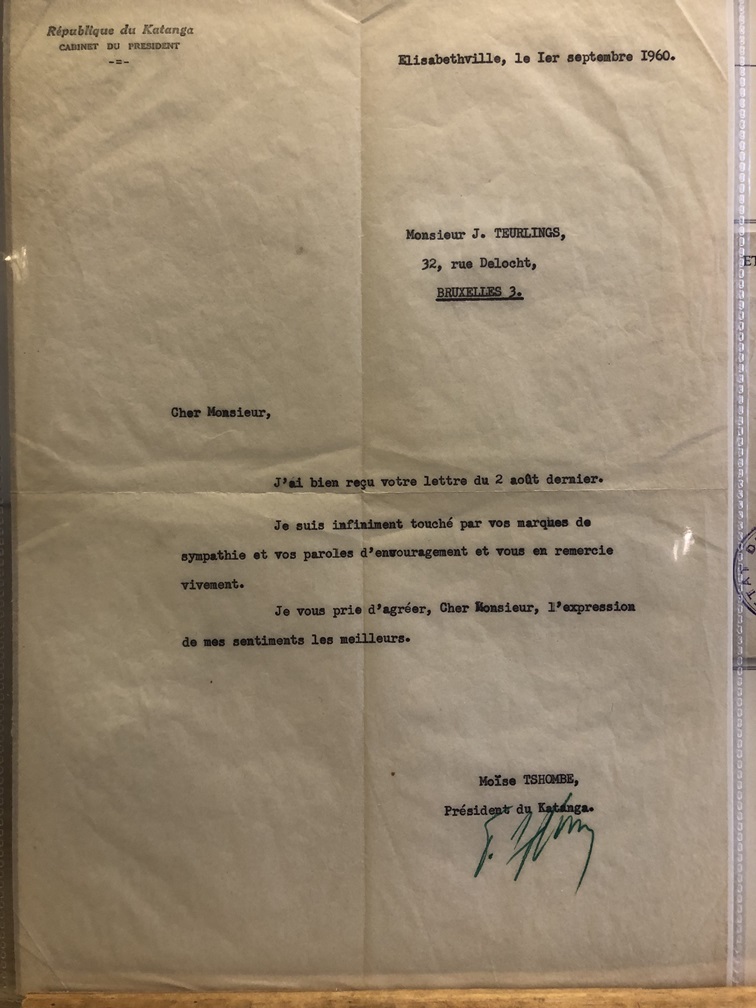 République du Katanga
CABINET DU PRESIDENT
-=-
Elisabethville, le Ier septembre 1960.
Monsieur J. TEURLINGS,
32, rue Delocht,
BRUXELLES 3.
Cher Monsieur,
J'ai bien reçu votre lettre du 2 août dernier.
Je suis infiniment touché par vos marques de
sympathie et vos paroles d'encouragement et vous en remercie
vivement.
Je vous prie d'agréer, Cher Monsieur, l'expression
de mes sentiments les meilleurs.
Moïse TSHOMBE,
Président du Katanga.
ET